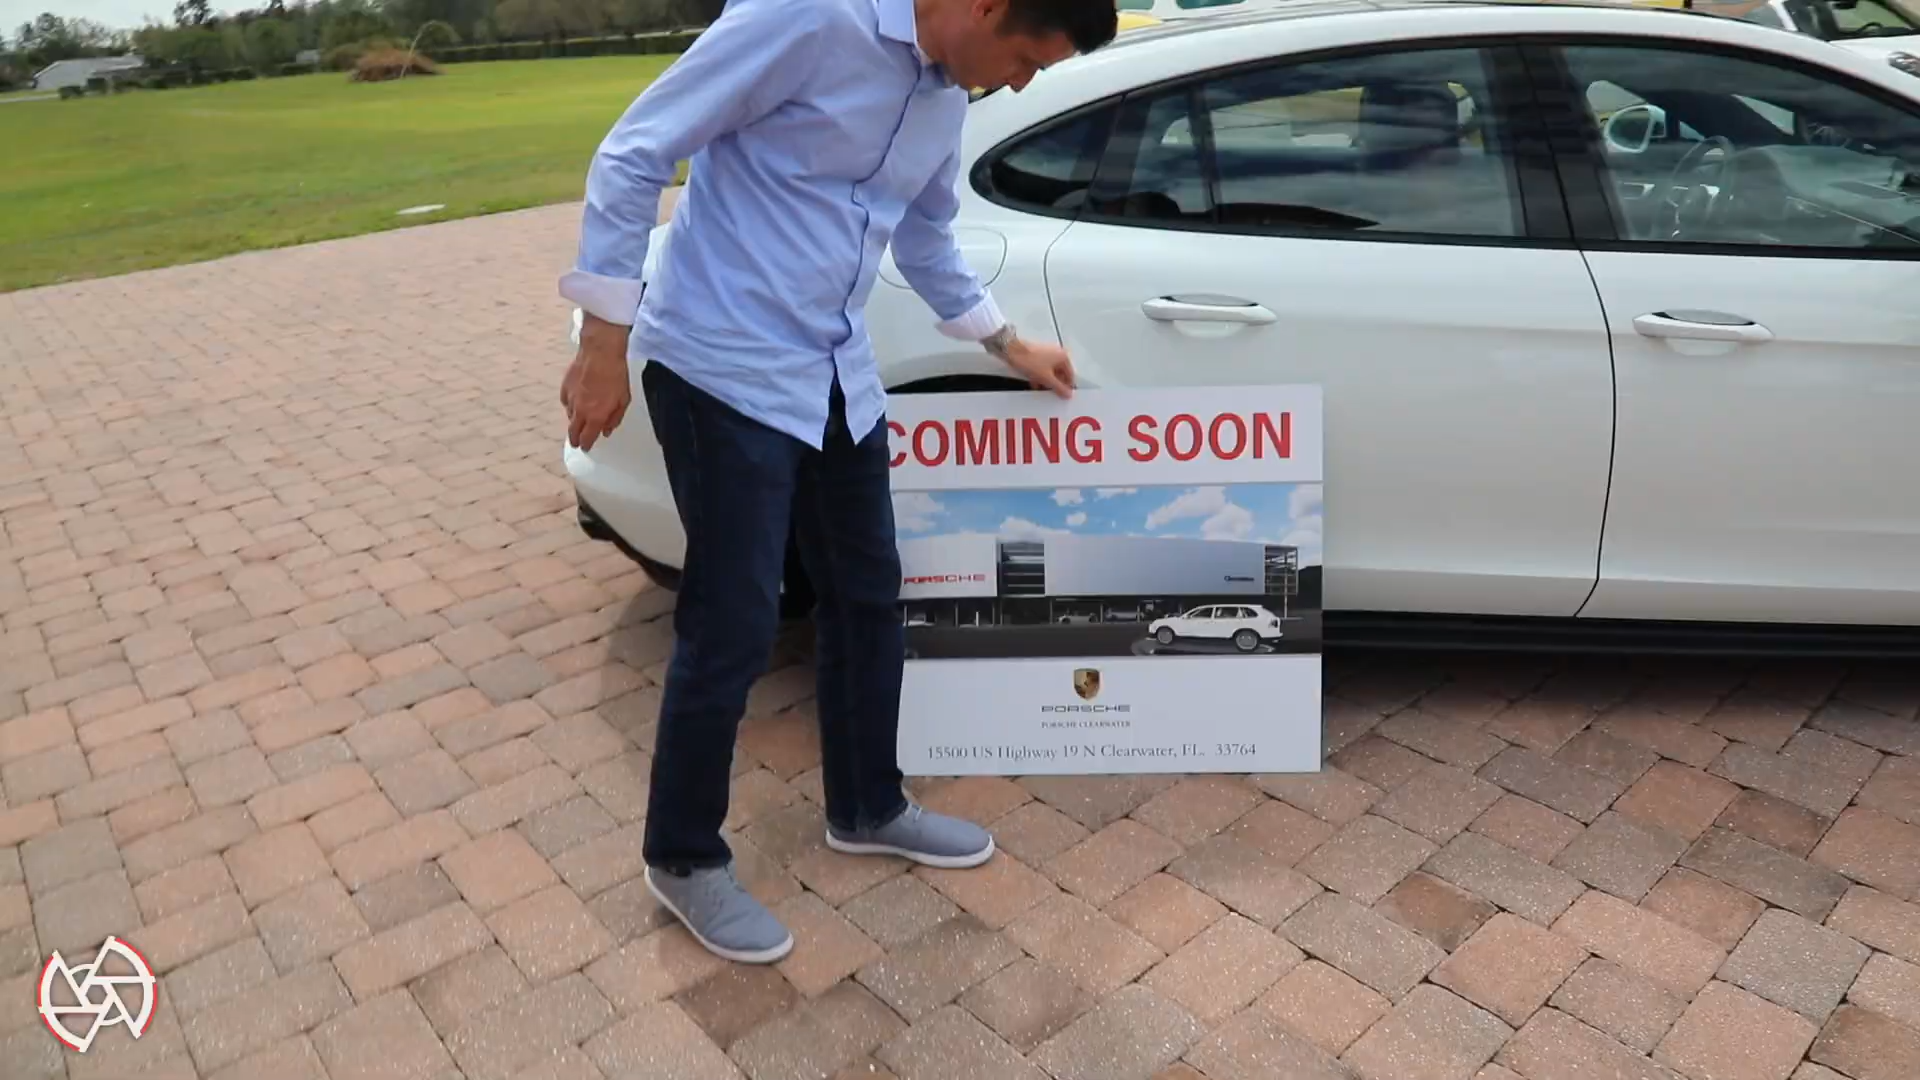 COMING SOON
PORSCHE
PORSCHE
PORSCHE CLEARWATER
15500 US Highway 19 N Clearwater, FL. 33764